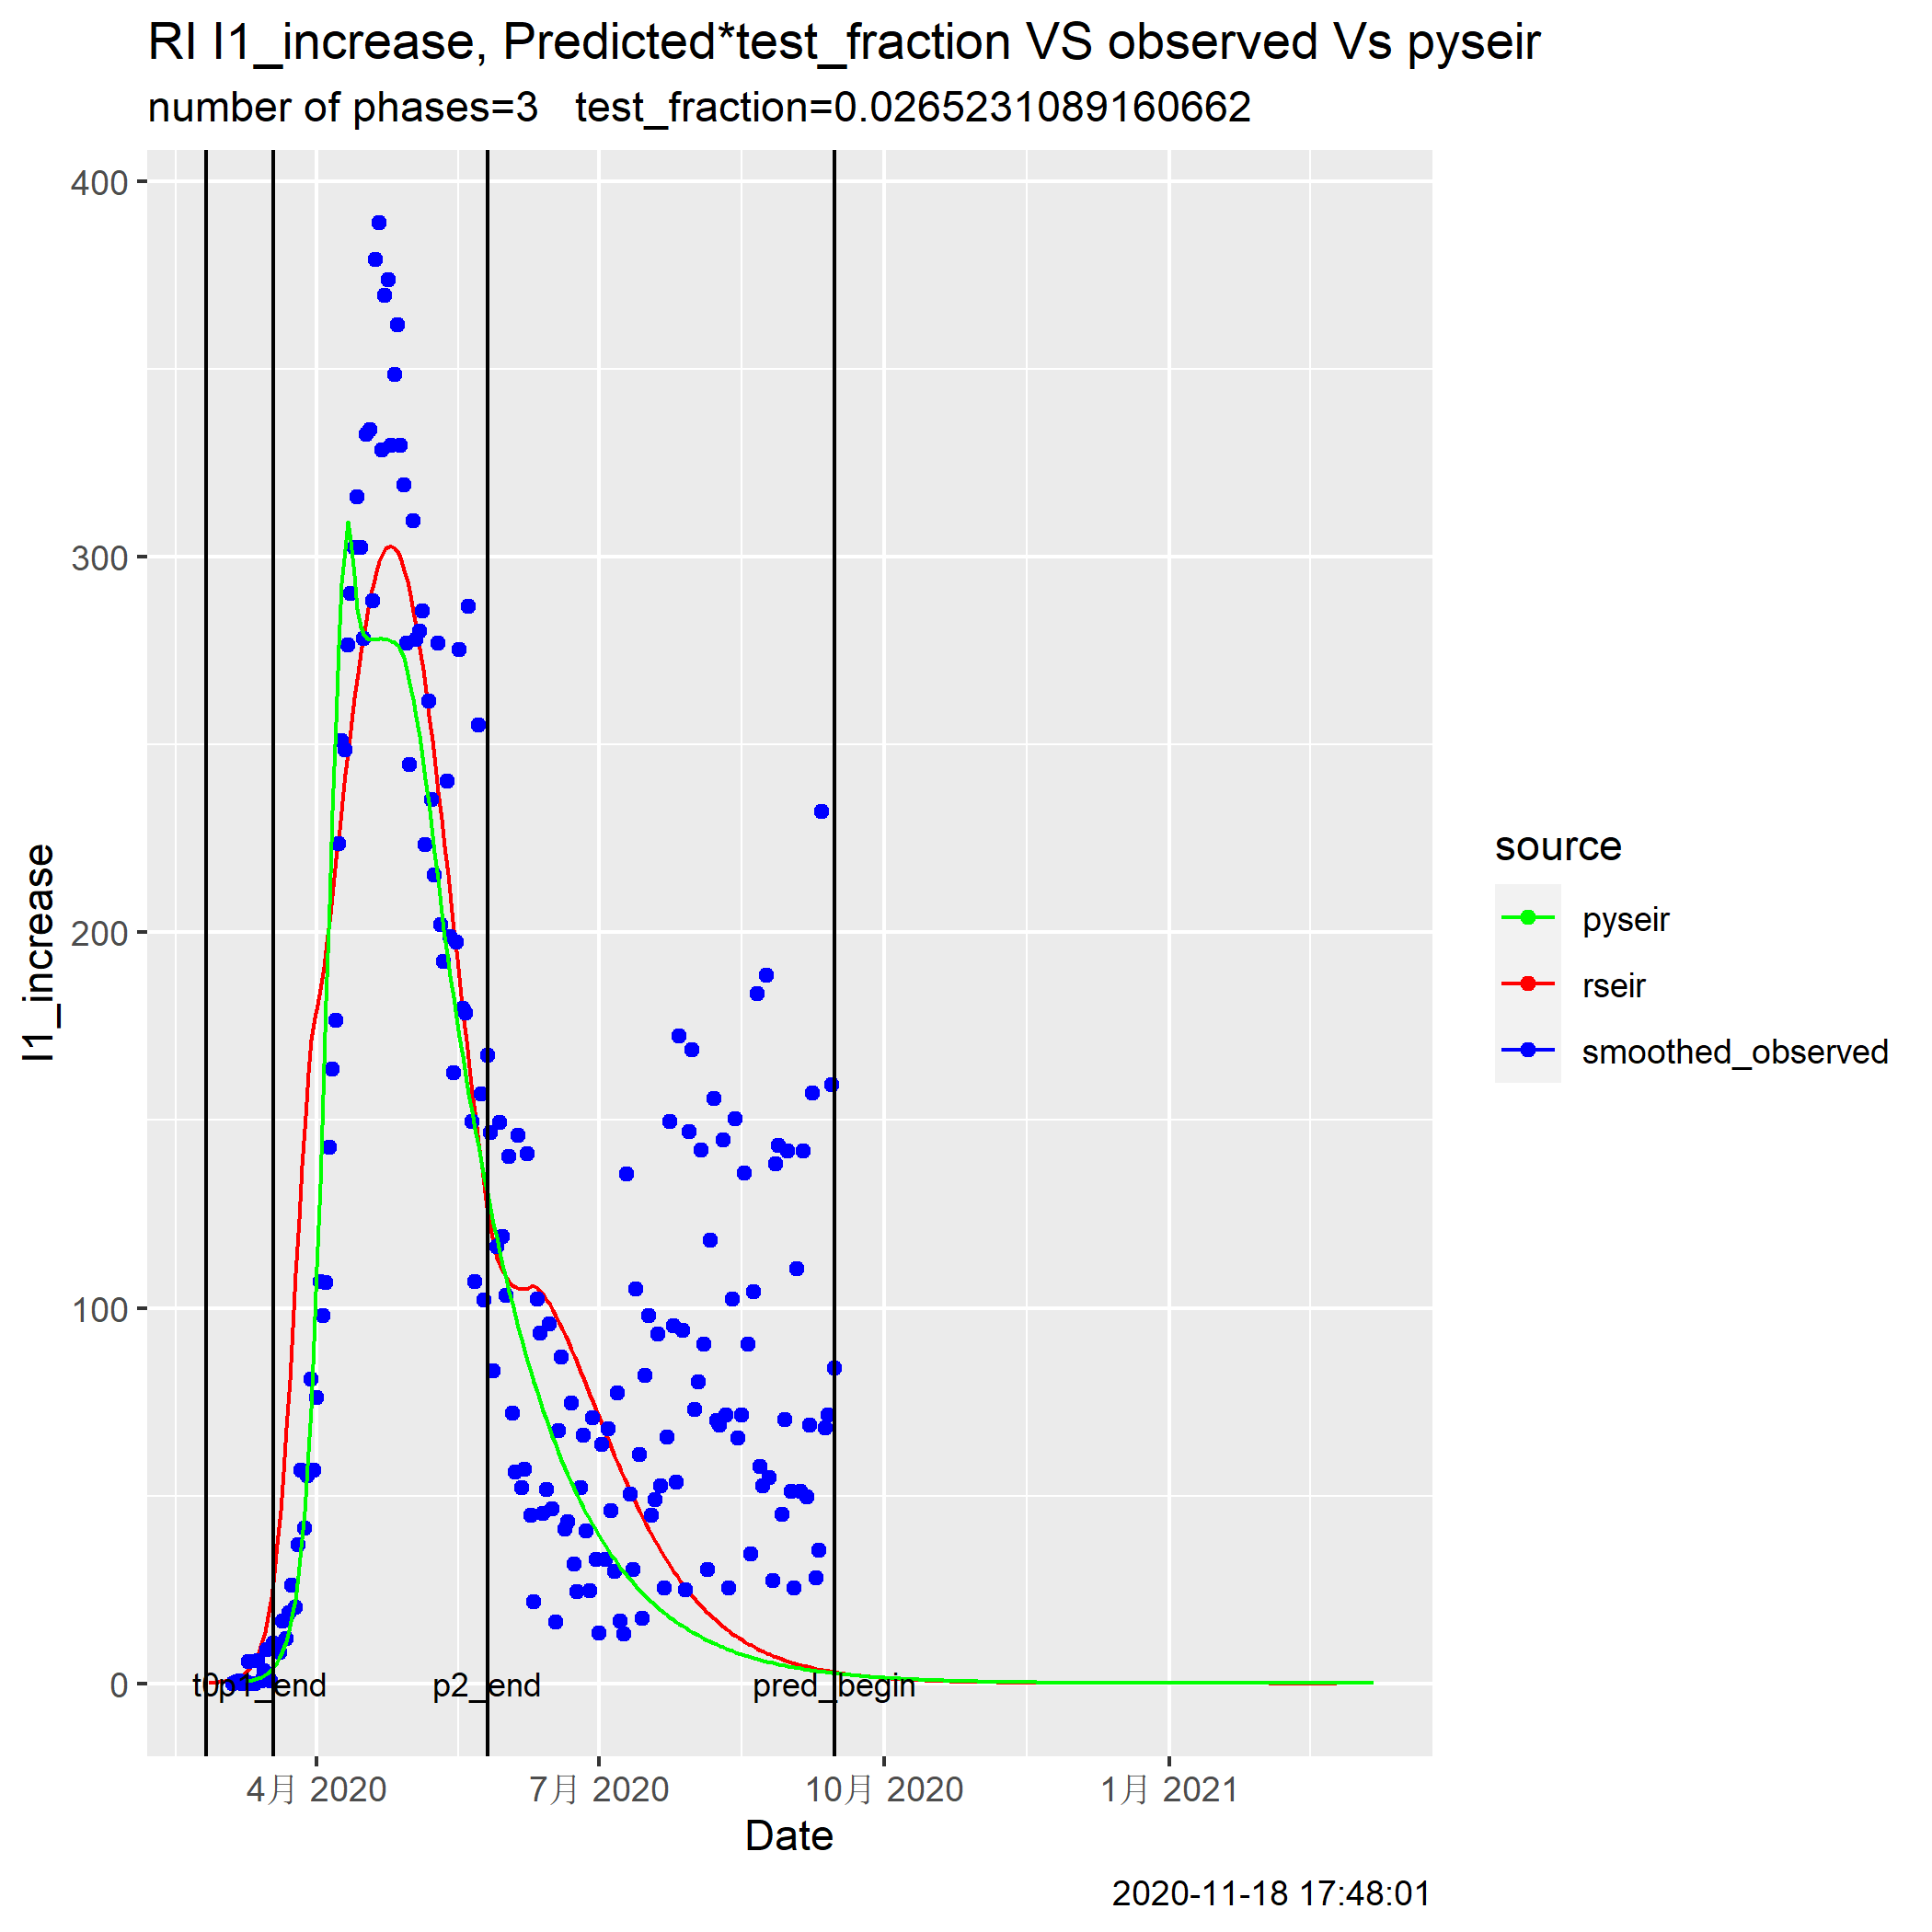 RI I1_increase, Predicted*test_fraction VS observed Vs pyseir
number of phases=3   test_fraction=0.0265231089160662
400
300
200
100
0
I1_increase
t0
p1_end
p2_end
pred_begin
4月 2020
7月 2020
10月 2020
1月 2021
Date
source
pyseir
rseir
smoothed_observed
2020-11-18 17:48:01